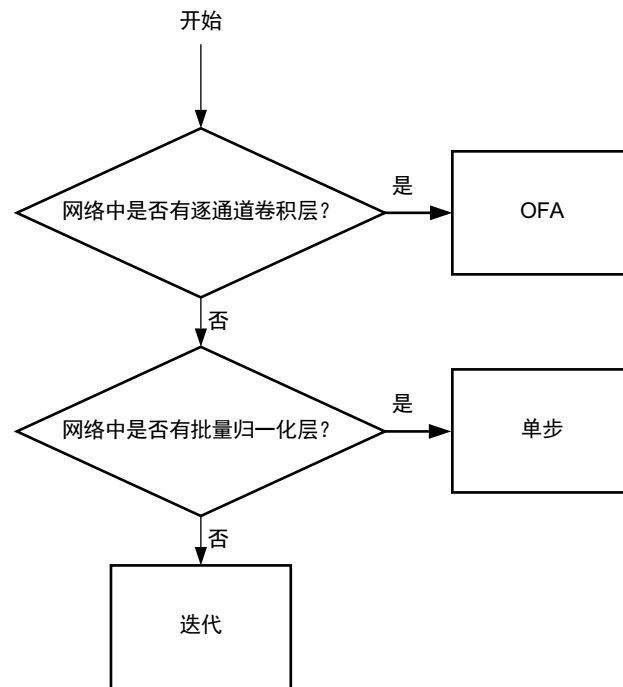 开始
网络中是否有逐通道卷积层？
是
OFA
否
网络中是否有批量归一化层？
是
单步
否
迭代